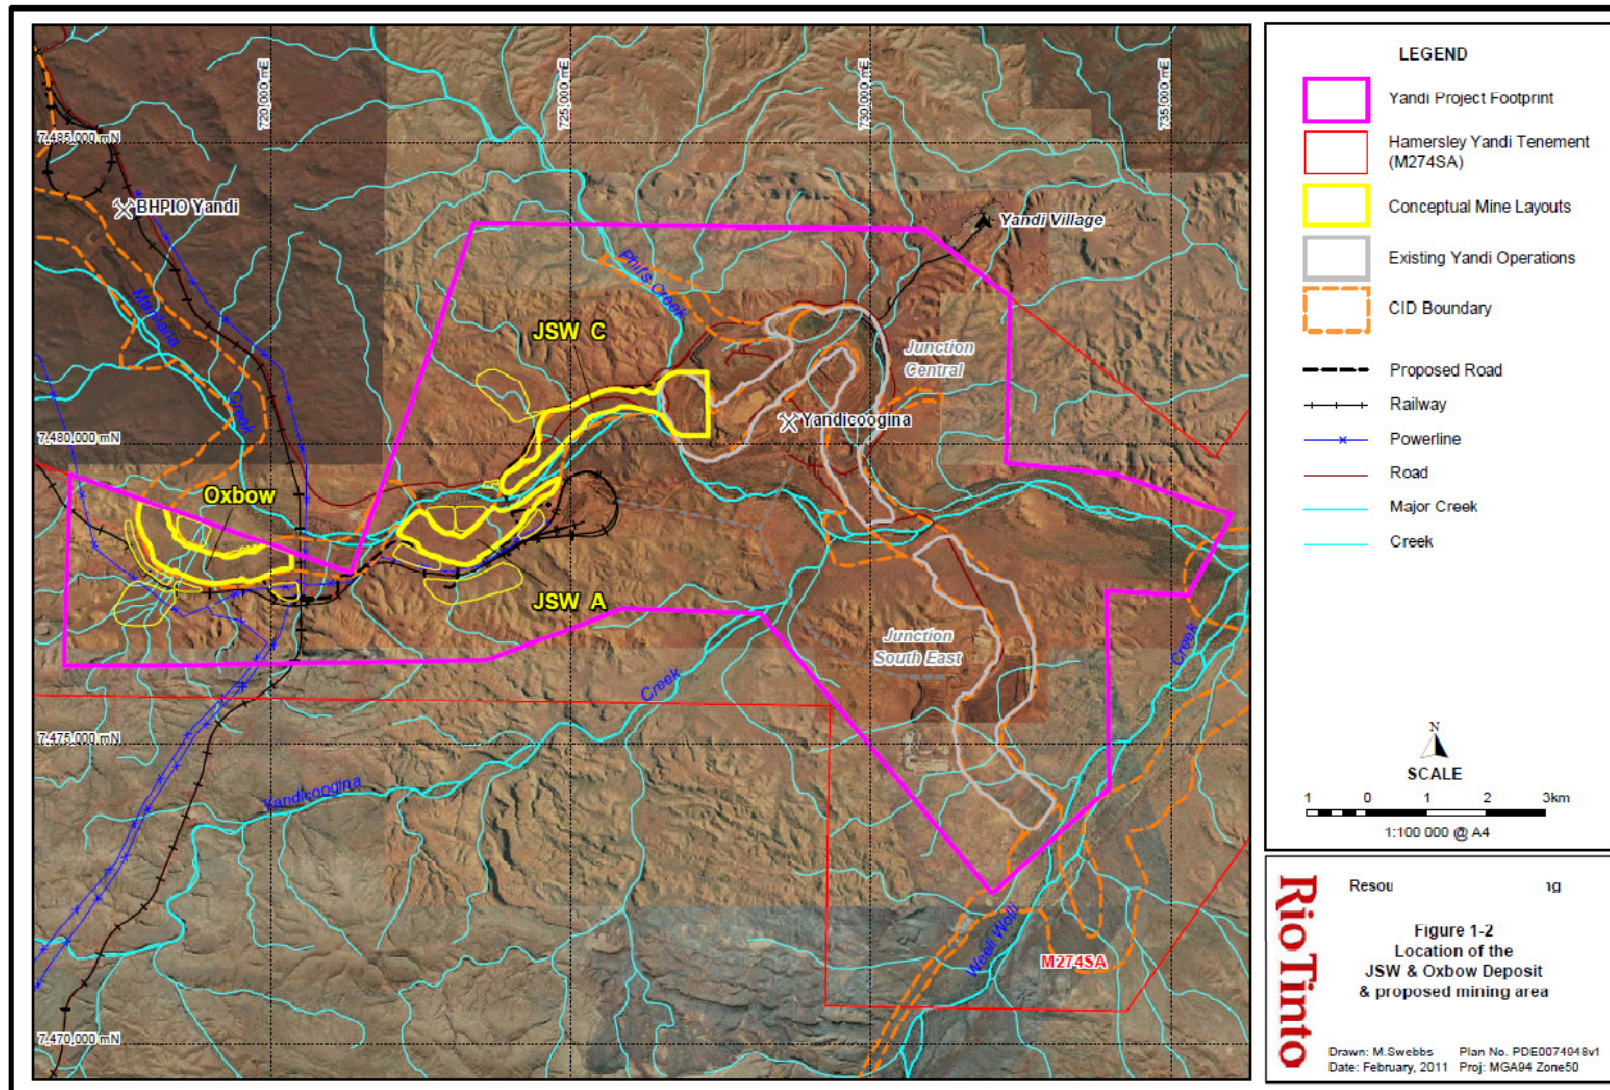 720,000 mE
725,000 mE
730,000 mE
735,000 mE
7,485,000 mN
BHPIO Yandi
Yandi Village
Marillana
Creek
Phil's Creek
JSW C
Junction
Central
Yandicoogina
7,480,000 mN
Oxbow
JSW A
Junction
South East
Creek
Creek
7,475,000 mN
Yandicoogina
Weeli Wolli
M274SA
7,470,000 mN
LEGEND
Yandi Project Footprint
Hamersley Yandi Tenement
(M274SA)
Conceptual Mine Layouts
Existing Yandi Operations
CID Boundary
Proposed Road
Railway
Powerline
Road
Major Creek
Creek
N
SCALE
1 0 1 2 3km
1:100 000 @ A4
RioTinto
Figure 1-2
Location of the
JSW & Oxbow Deposit
& proposed mining area
Drawn: M.Swebbs Plan No. PDE0074948v1
Date: February, 2011 Proj: MGA94 Zone50